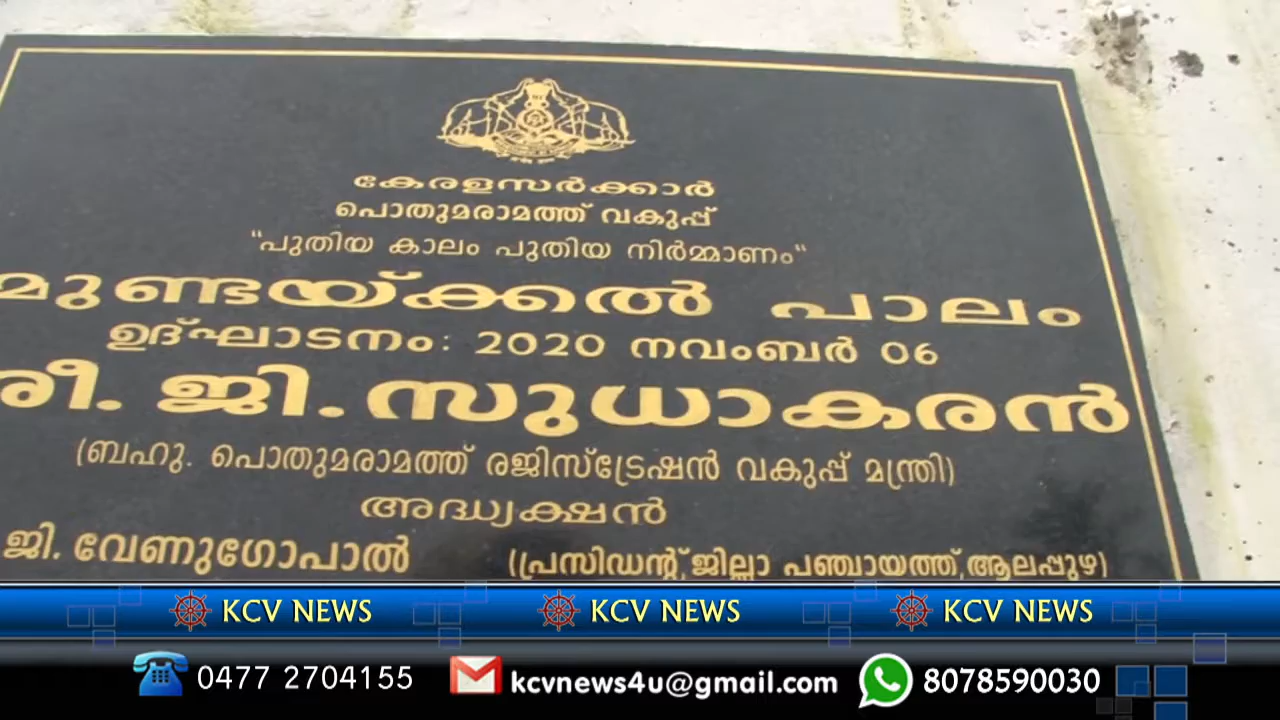 കേരളസർക്കാർ
പൊതുമരാമത്ത് വകുപ്പ്
"പുതിയ കാലം പുതിയ നിർമ്മാണം"
മുണ്ടയ്ക്കൽ പാലം
ഉദ്ഘാടനം: 2020 നവംബർ 06
ജി. സുധാകരൻ
(ബഹു. പൊതുമരാമത്ത് രജിസ്ട്രേഷൻ വകുപ്പ് മന്ത്രി)
അദ്ധ്യക്ഷൻ
ജി. വേണുഗോപാൽ (പ്രസിഡന്റ്,ജില്ലാ പഞ്ചായത്ത്,ആലപ്പുഴ)
KCV NEWS KCV NEWS KCV NEWS
0477 2704155 kcvnews4u@gmail.com 8078590030